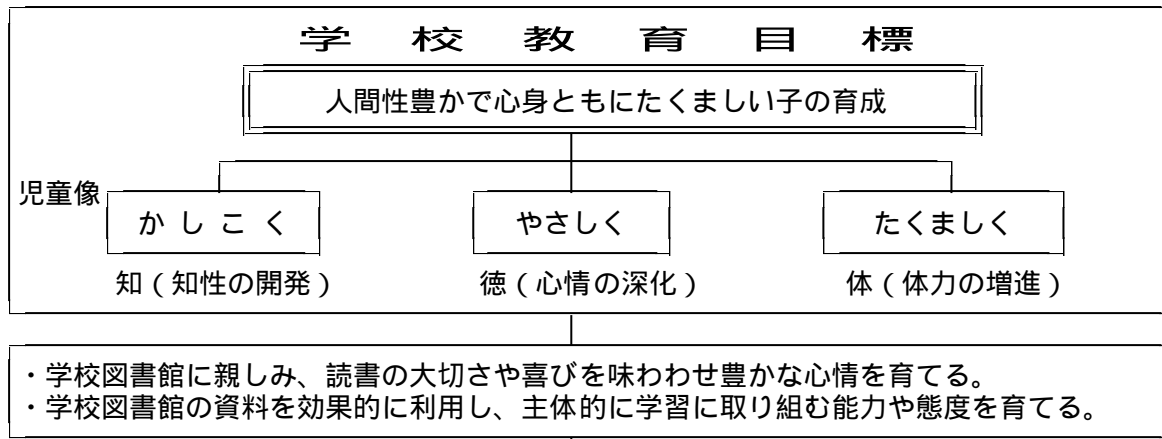 学校教育目標
人間性豊かで心身ともにたくましい子の育成
児童像
かしこく やさしく たくましく
知（知性の開発） 徳（心情の深化） 体（体力の増進）
・学校図書館に親しみ、読書の大切さや喜びを味わわせ豊かな心情を育てる。
・学校図書館の資料を効果的に利用し、主体的に学習に取り組む能力や態度を育てる。